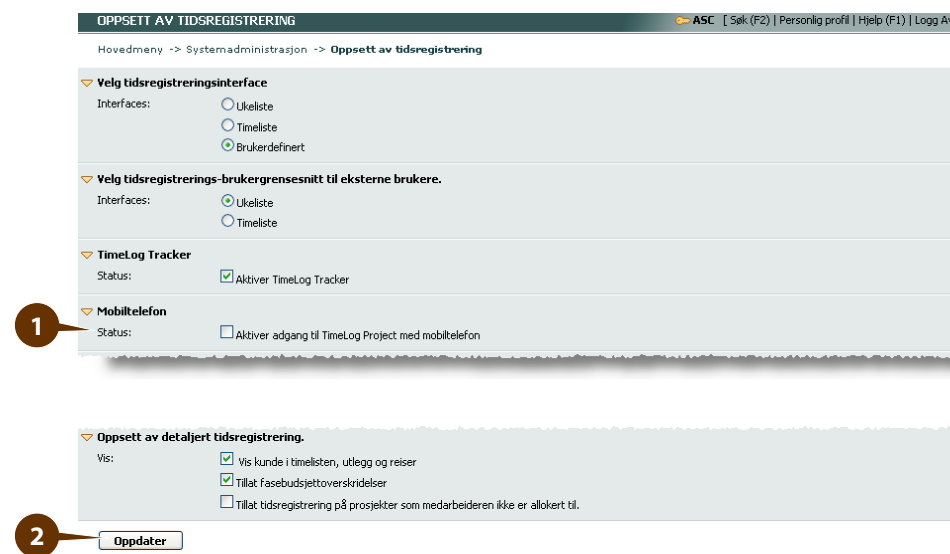 OPPSETT AV TIDSREGISTRERING
ASC [ Søk (F2) | Personlig profil | Hjelp (F1) | Logg Av
Hovedmeny -> Systemadministrasjon -> Oppsett av tidsregistrering
Velg tidsregistreringsinterface
Interfaces:
Ukeliste
Timeliste
Brukerdefinert
Velg tidsregistrerings-brukergrensesnitt til eksterne brukere.
Interfaces:
Ukeliste
Timeliste
TimeLog Tracker
Status:
Aktiver TimeLog Tracker
Mobiltelefon
1
Status:
Aktiver adgang til TimeLog Project med mobiltelefon
Oppsett av detaljert tidsregistrering.
Vis:
Vis kunde i timelisten, utlegg og reiser
Tillat fasebudsjettoverskridelser
Tillat tidsregistrering på prosjekter som medarbeideren ikke er allokert til.
2
Oppdater